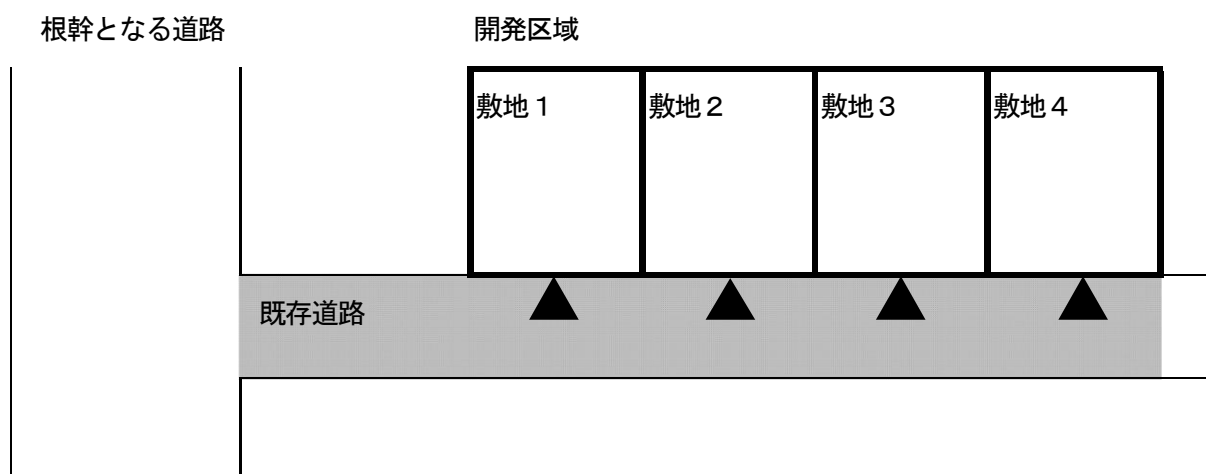 根幹となる道路
開発区域
敷地１
敷地２
敷地３
敷地４
既存道路